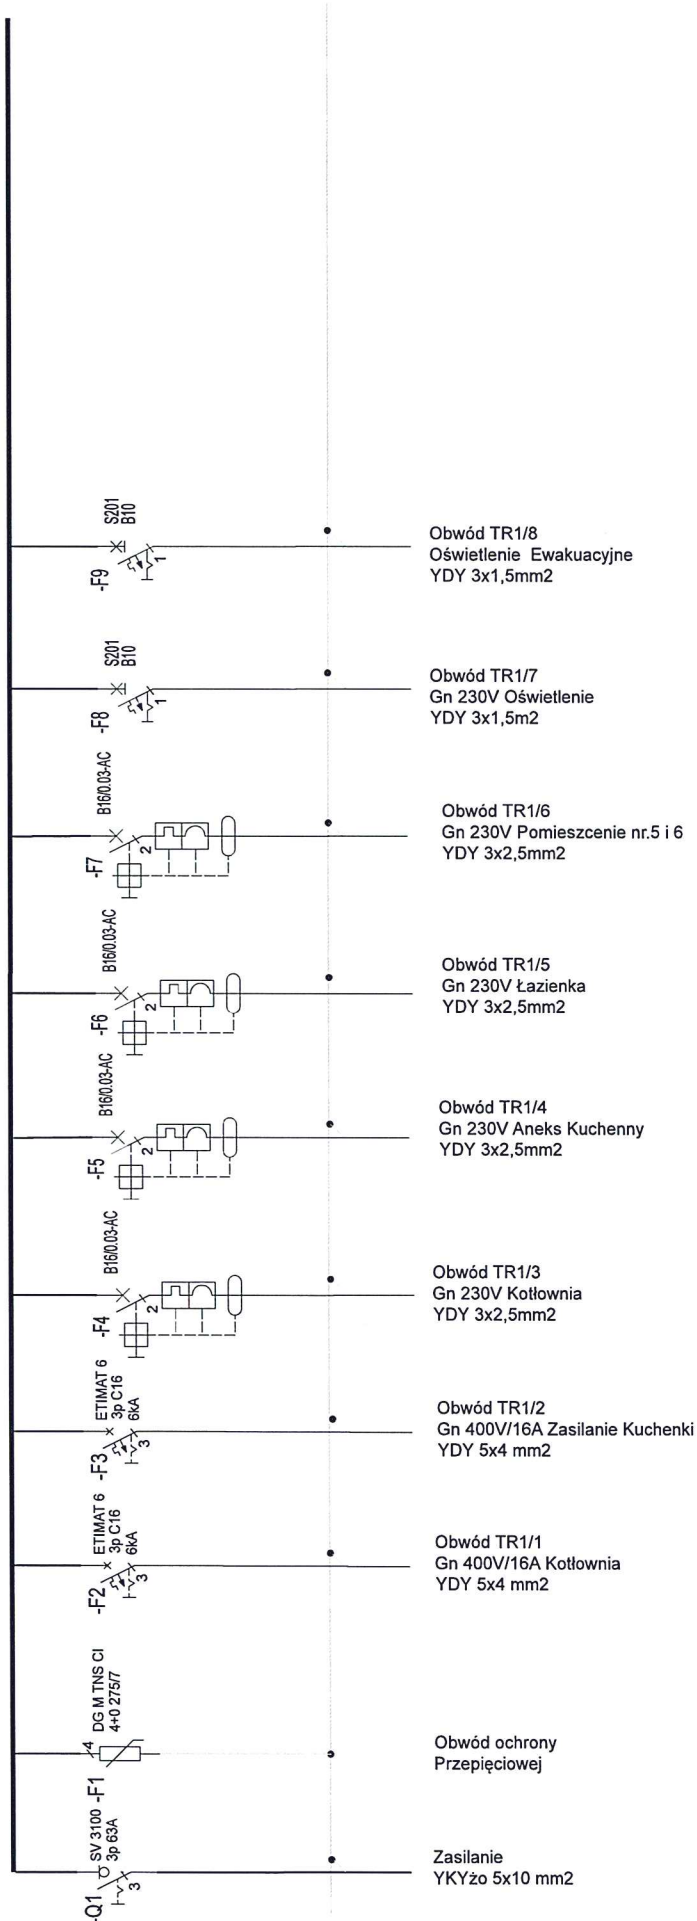 S201
B10
-F9
1
Obwód TR1/8
Oświetlenie Ewakuacyjne
YDY 3x1,5mm2
S201
B10
-F8
1
Obwód TR1/7
Gn 230V Oświetlenie
YDY 3x1,5m2
B16/0.03-AC
-F7
2
Obwód TR1/6
Gn 230V Pomieszcenie nr.5 i 6
YDY 3x2,5mm2
B16/0.03-AC
-F6
2
Obwód TR1/5
Gn 230V Łazienka
YDY 3x2,5mm2
B16/0.03-AC
-F5
2
Obwód TR1/4
Gn 230V Aneks Kuchenny
YDY 3x2,5mm2
B16/0.03-AC
-F4
2
Obwód TR1/3
Gn 230V Kotłownia
YDY 3x2,5mm2
ETIMAT 6
3p C16
6kA
-F3
3
Obwód TR1/2
Gn 400V/16A Zasilanie Kuchenki
YDY 5x4 mm2
ETIMAT 6
3p C16
6kA
-F2
3
Obwód TR1/1
Gn 400V/16A Kotłownia
YDY 5x4 mm2
DG M TNS CI
4+0 275/7
4
-F1
Obwód ochrony
Przepięciowej
SV 3100
3p 63A
-Q1
3
Zasilanie
YKYżo 5x10 mm2